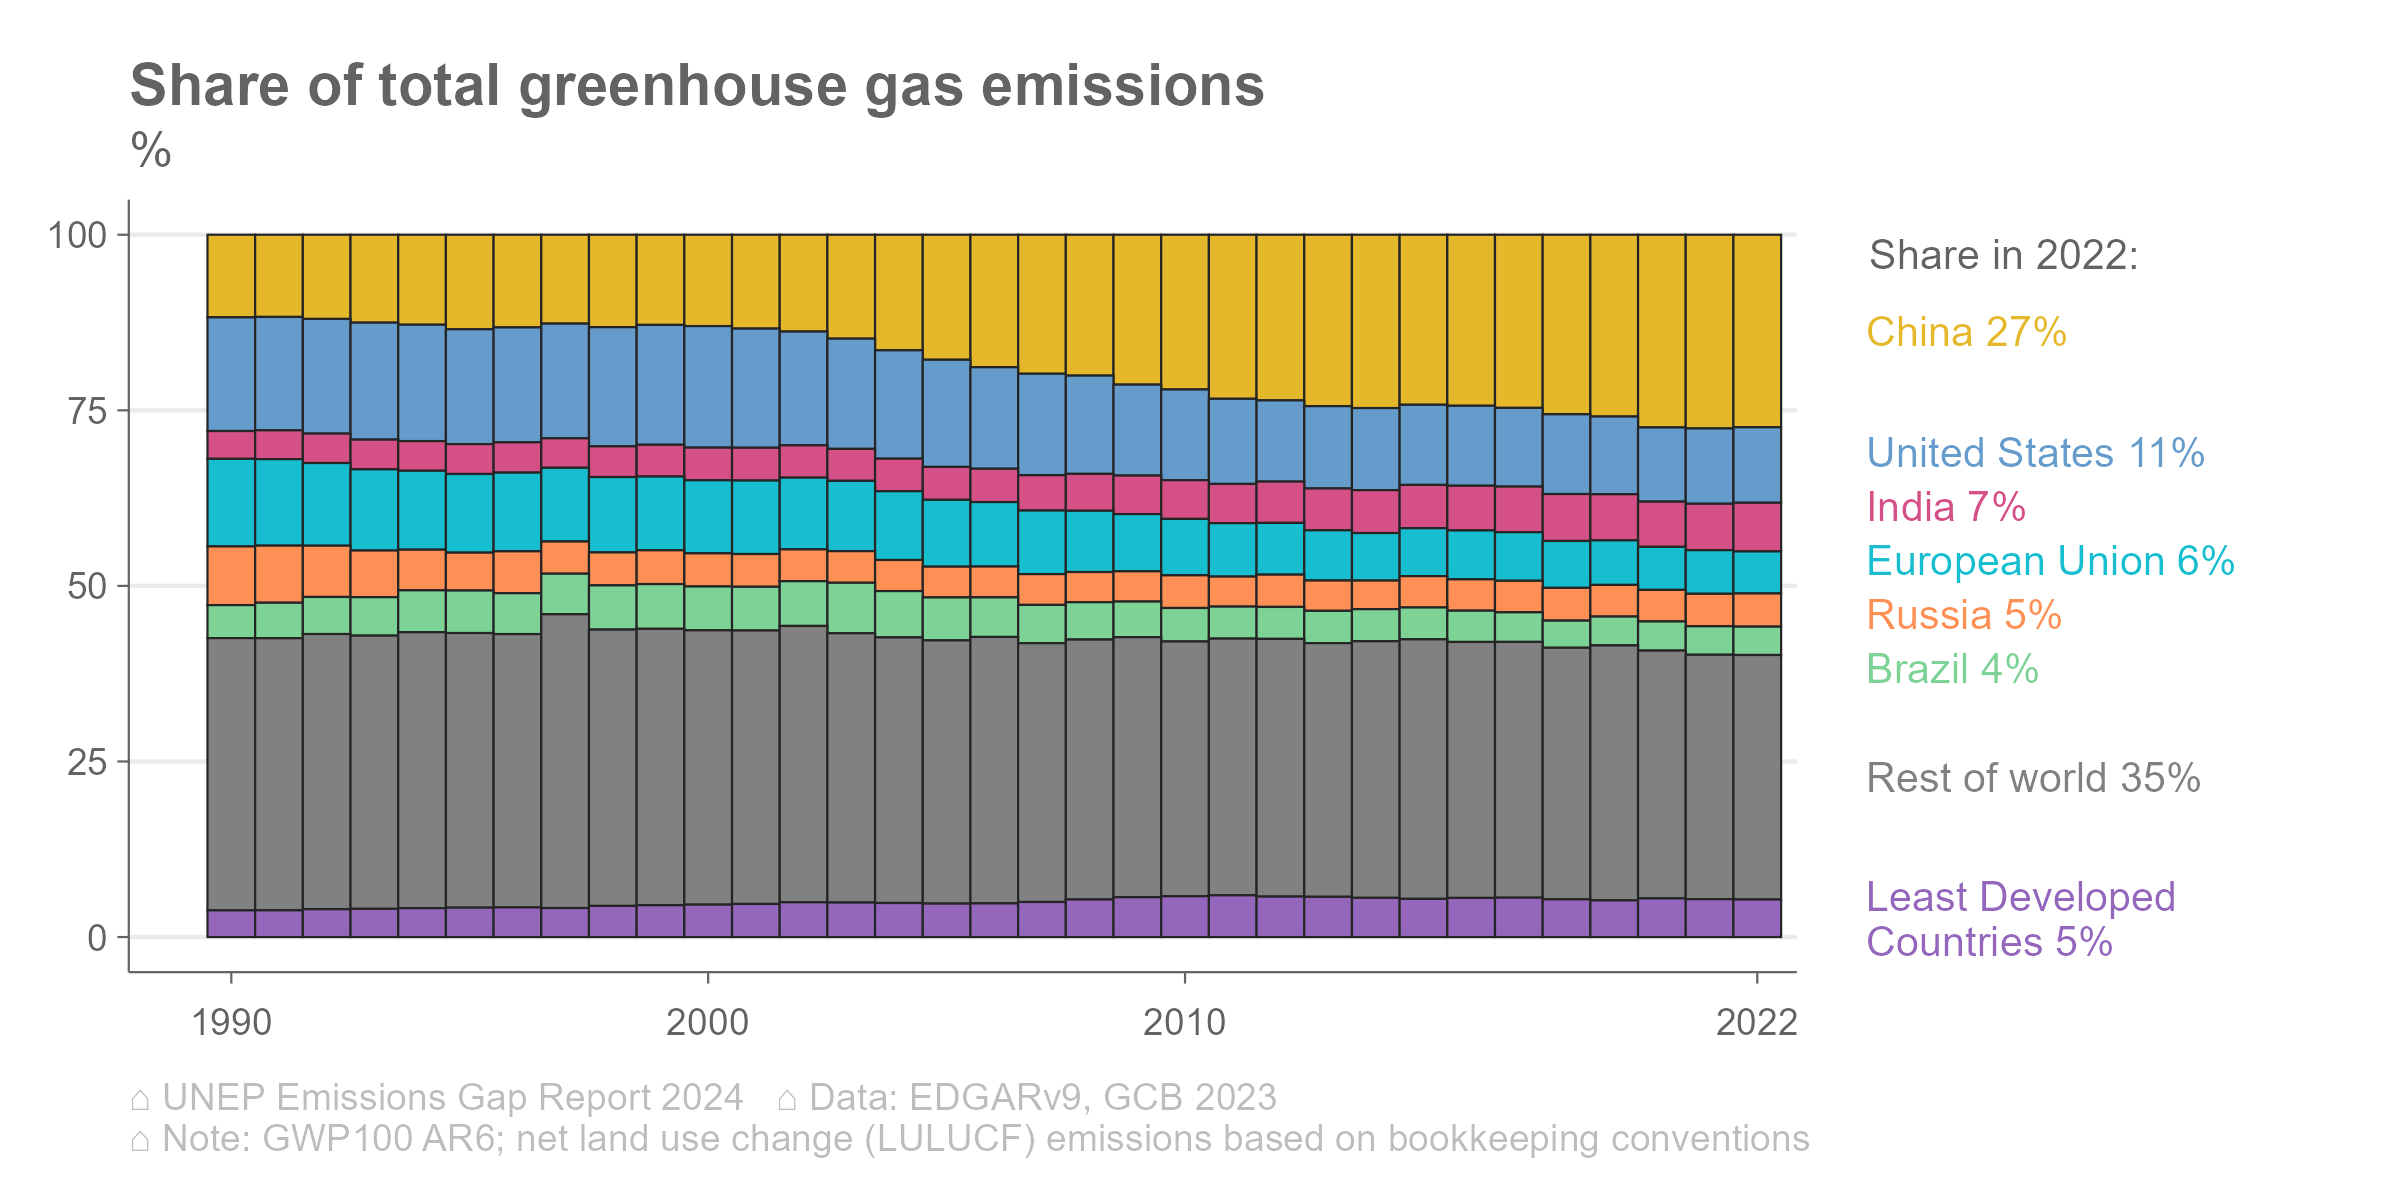 Share of total greenhouse gas emissions
%
100
75
50
25
0
1990 2000 2010 2022
Share in 2022:
China 27%
United States 11%
India 7%
European Union 6%
Russia 5%
Brazil 4%
Rest of world 35%
Least Developed
Countries 5%
⌂ UNEP Emissions Gap Report 2024 ⌂ Data: EDGARv9, GCB 2023
⌂ Note: GWP100 AR6; net land use change (LULUCF) emissions based on bookkeeping conventions